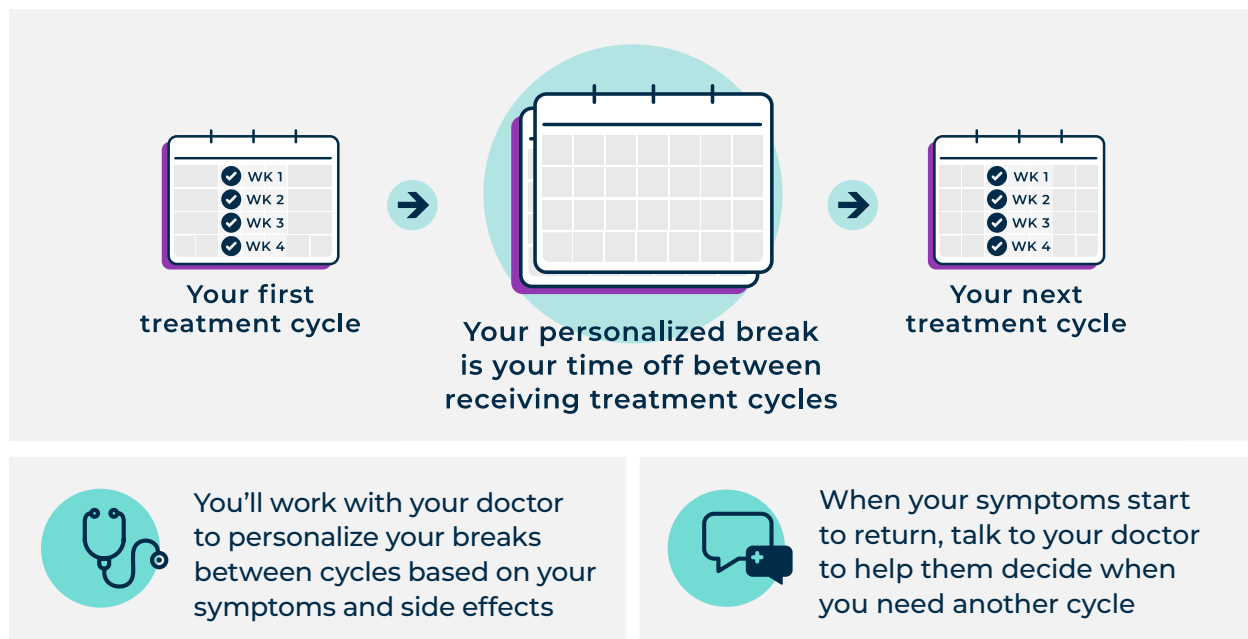 WK 1
WK 2
WK 3
WK 4
Your first
treatment cycle
Your personalized break
is your time off between
receiving treatment cycles
WK 1
WK 2
WK 3
WK 4
Your next
treatment cycle
You’ll work with your doctor
to personalize your breaks
between cycles based on your
symptoms and side effects
When your symptoms start
to return, talk to your doctor
to help them decide when
you need another cycle